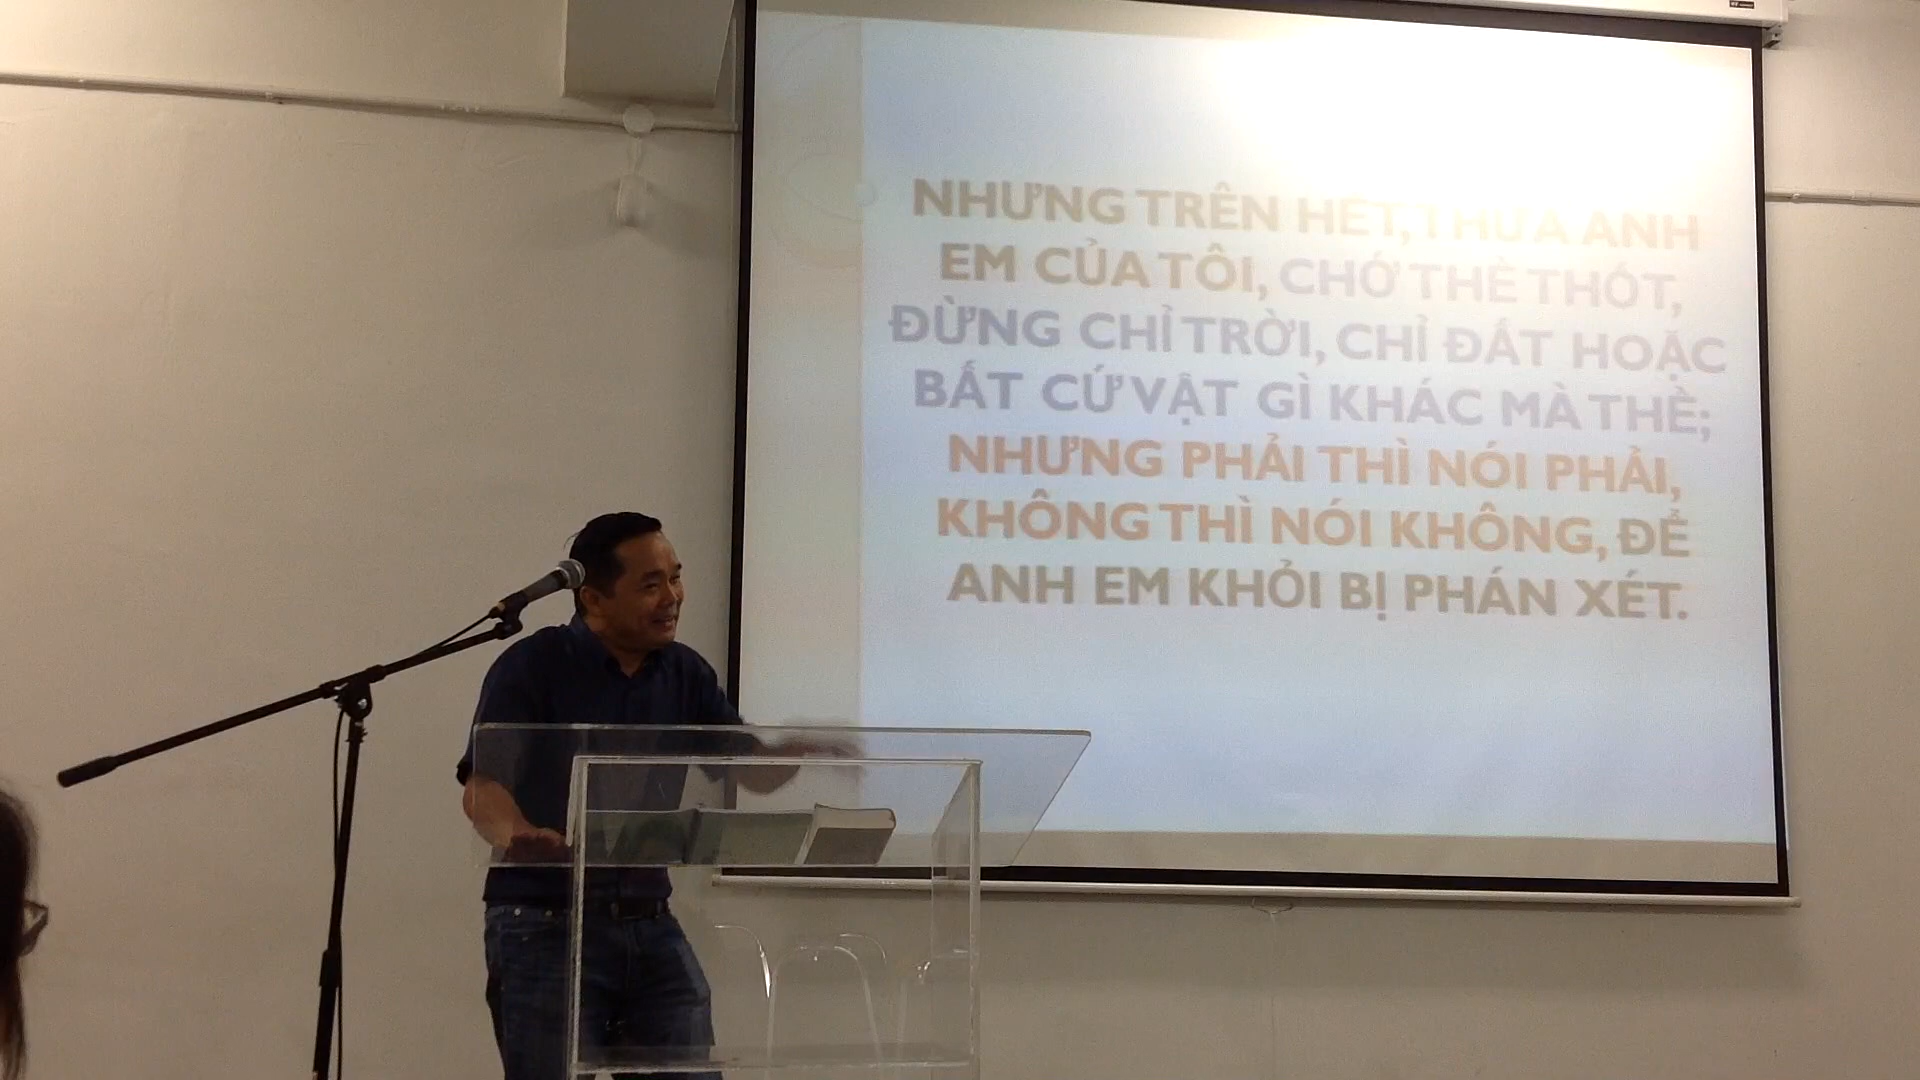 NHƯNG TRÊN HẾT, THƯA ANH
EM CỦA TÔI, CHỚ THỀ THỐT,
ĐỪNG CHỈ TRỜI, CHỈ ĐẤT HOẶC
BẤT CỨ VẬT GÌ KHÁC MÀ THỀ;
NHƯNG PHẢI THÌ NÓI PHẢI,
KHÔNG THÌ NÓI KHÔNG, ĐỂ
ANH EM KHỎI BỊ PHÁN XÉT.